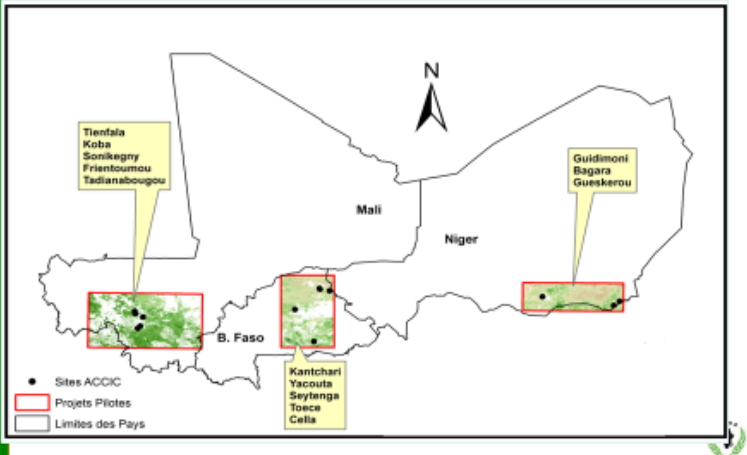 N
Tienfala
Koba
Sonikegny
Frientoumou
Tadianabougou
Guidimoni
Bagara
Gueskerou
Mali
Niger
B. Faso
Kantchari
Yacouta
Seytenga
Toece
Cella
Sites ACCIC
Projets Pilotes
Limites des Pays